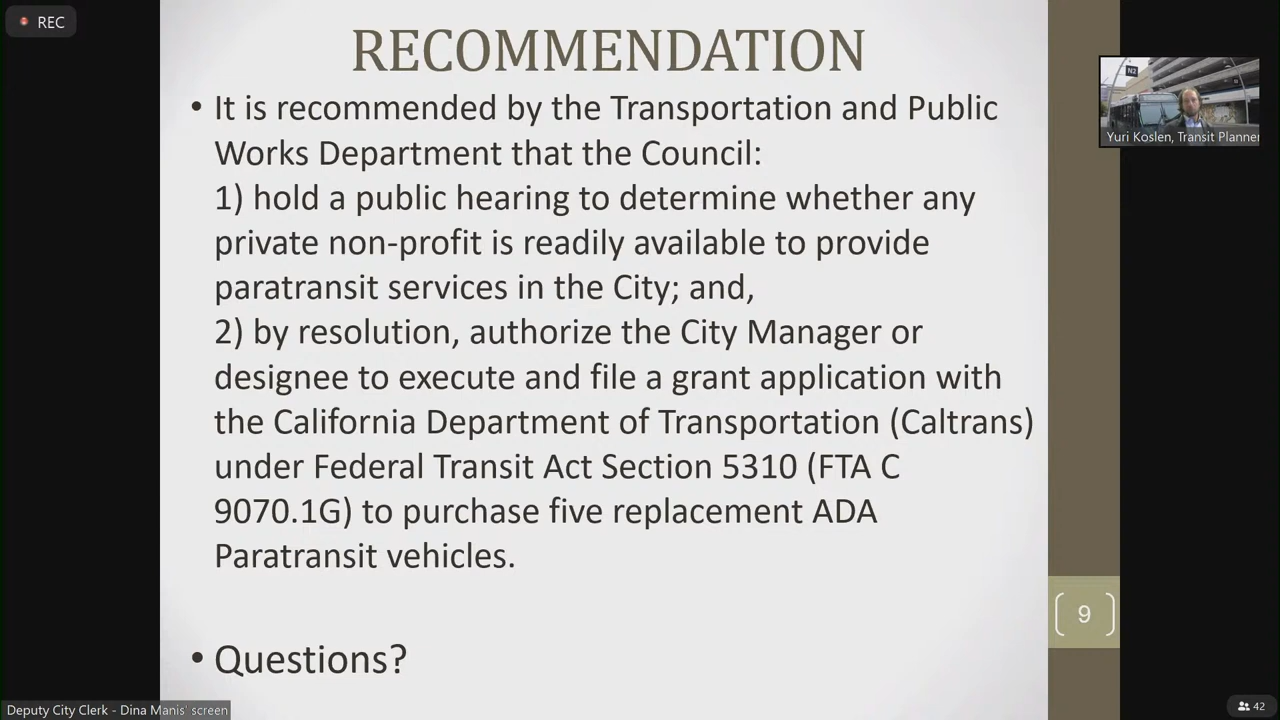 REC
RECOMMENDATION
• It is recommended by the Transportation and Public
Works Department that the Council:
1) hold a public hearing to determine whether any
private non-profit is readily available to provide
paratransit services in the City; and,
2) by resolution, authorize the City Manager or
designee to execute and file a grant application with
the California Department of Transportation (Caltrans)
under Federal Transit Act Section 5310 (FTA C
9070.1G) to purchase five replacement ADA
Paratransit vehicles.
• Questions?
N2
Yuri Koslen, Transit Planner
9
Deputy City Clerk - Dina Manis' screen
42